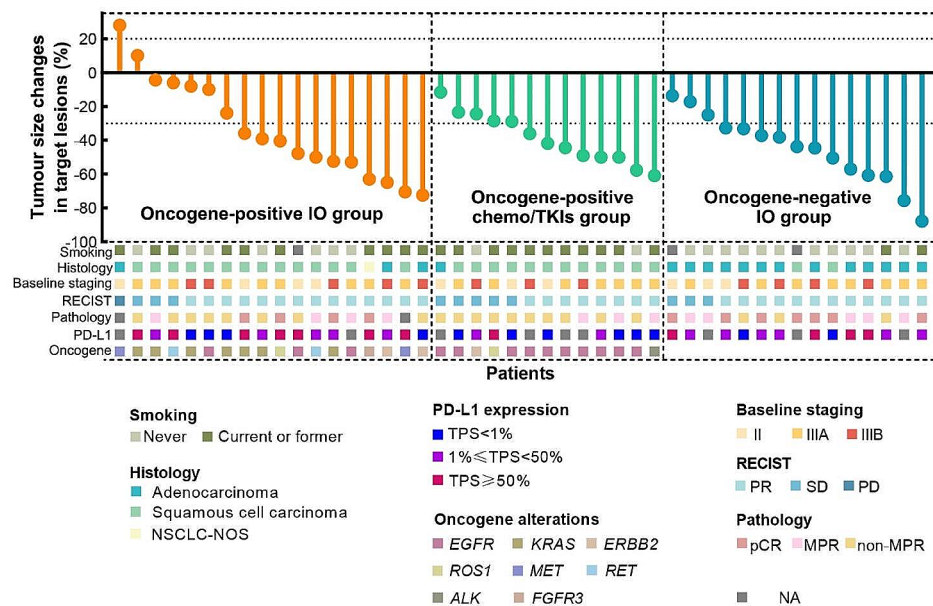 Tumour size changes
in target lesions (%)
20
0
-20
-40
-60
-80
-100
Oncogene-positive IO group
Oncogene-positive
chemo/TKIs group
Oncogene-negative
IO group
Smoking
Histology
Baseline staging
RECIST
Pathology
PD-L1
Oncogene
Patients
Smoking
Never Current or former
Histology
Adenocarcinoma
Squamous cell carcinoma
NSCLC-NOS
PD-L1 expression
TPS<1%
1%≤TPS<50%
TPS≥50%
Oncogene alterations
EGFR KRAS ERBB2
ROS1 MET RET
ALK FGFR3
Baseline staging
II IIIA IIIB
RECIST
PR SD PD
Pathology
pCR MPR non-MPR
NA